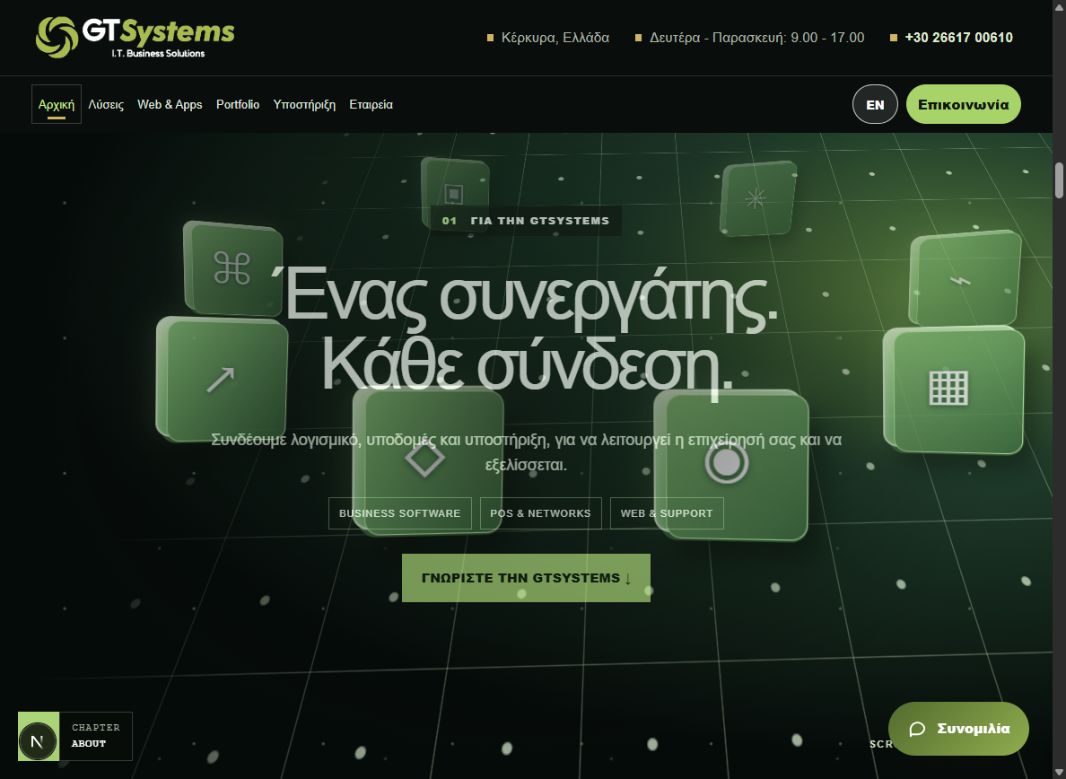 GTSystems
I.T. Business Solutions
Κέρκυρα, Ελλάδα
Δευτέρα - Παρασκευή: 9.00 - 17.00
+30 26617 00610
Αρχική
Λύσεις
Web & Apps
Portfolio
Υποστήριξη
Εταιρεία
EN
Επικοινωνία
01 ΓΙΑ ΤΗΝ GTSYSTEMS
Ένας συνεργάτης.
Κάθε σύνδεση.
Συνδέουμε λογισμικό, υποδομές και υποστήριξη, για να λειτουργεί η επιχείρησή σας και να
εξελίσσεται.
BUSINESS SOFTWARE
POS & NETWORKS
WEB & SUPPORT
ΓΝΩΡΙΣΤΕ ΤΗΝ GTSYSTEMS ↓
N
CHAPTER
ABOUT
SCR
Συνομιλία